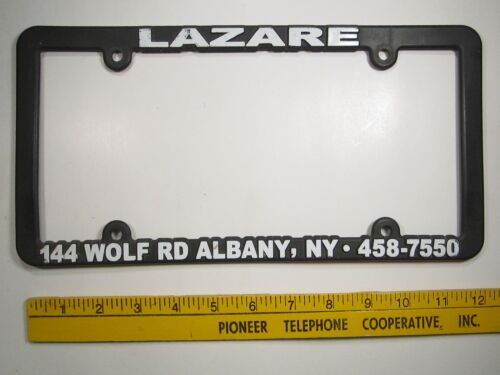 LAZARE
144 WOLF RD ALBANY, NY • 458-7550
1 2 3 4 5 6 7 8 9 10 11 12
PIONEER TELEPHONE COOPERATIVE, INC.